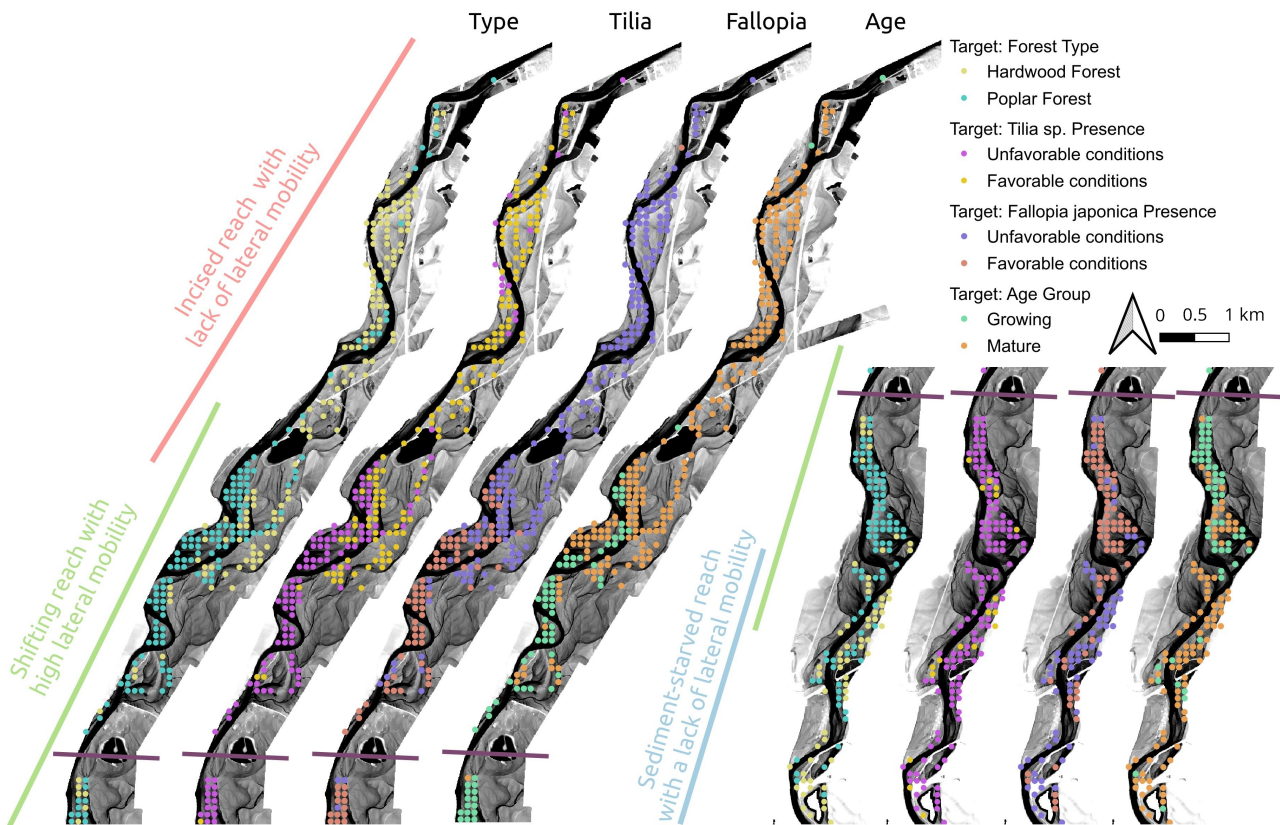 Type Tilia Fallopia Age
Target: Forest Type
Hardwood Forest
Poplar Forest
Target: Tilia sp. Presence
Unfavorable conditions
Favorable conditions
Target: Fallopia japonica Presence
Unfavorable conditions
Favorable conditions
Target: Age Group
Growing
Mature
0 0.5 1 km
Incised reach with
lack of lateral mobility
Shifting reach with
high lateral mobility
Sediment-starved reach
with a lack of lateral mobility